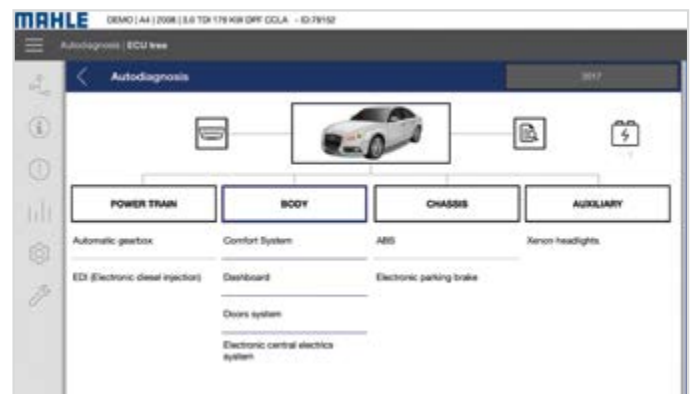 MAHLE DEMO | A4 | 2008 | 3.0 TDI 176 KW DPF CCLA - ID:79152
Autodiagnosis | ECU tree
Autodiagnosis
2017
POWER TRAIN
BODY
CHASSIS
AUXILIARY
Automatic gearbox
Comfort System
ABS
Xenon headlights
EDI (Electronic diesel injection)
Dashboard
Electronic parking brake
Doors system
Electronic central electrics
system